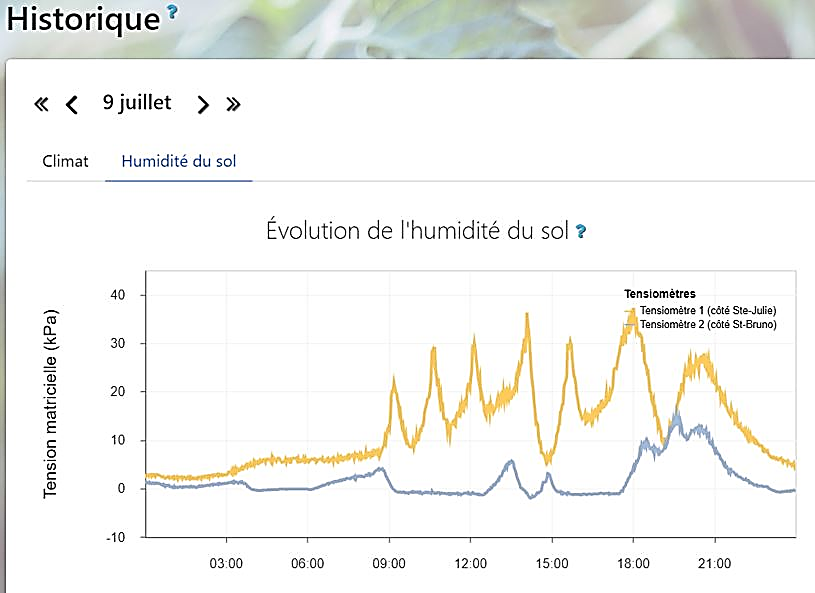 Historique ?
9 juillet
Climat Humidité du sol
Évolution de l'humidité du sol ?
Tension matricielle (kPa)
40
30
20
10
0
-10
Tensiomètres
Tensiomètre 1 (côté Ste-Julie)
Tensiomètre 2 (côté St-Bruno)
03:00 06:00 09:00 12:00 15:00 18:00 21:00